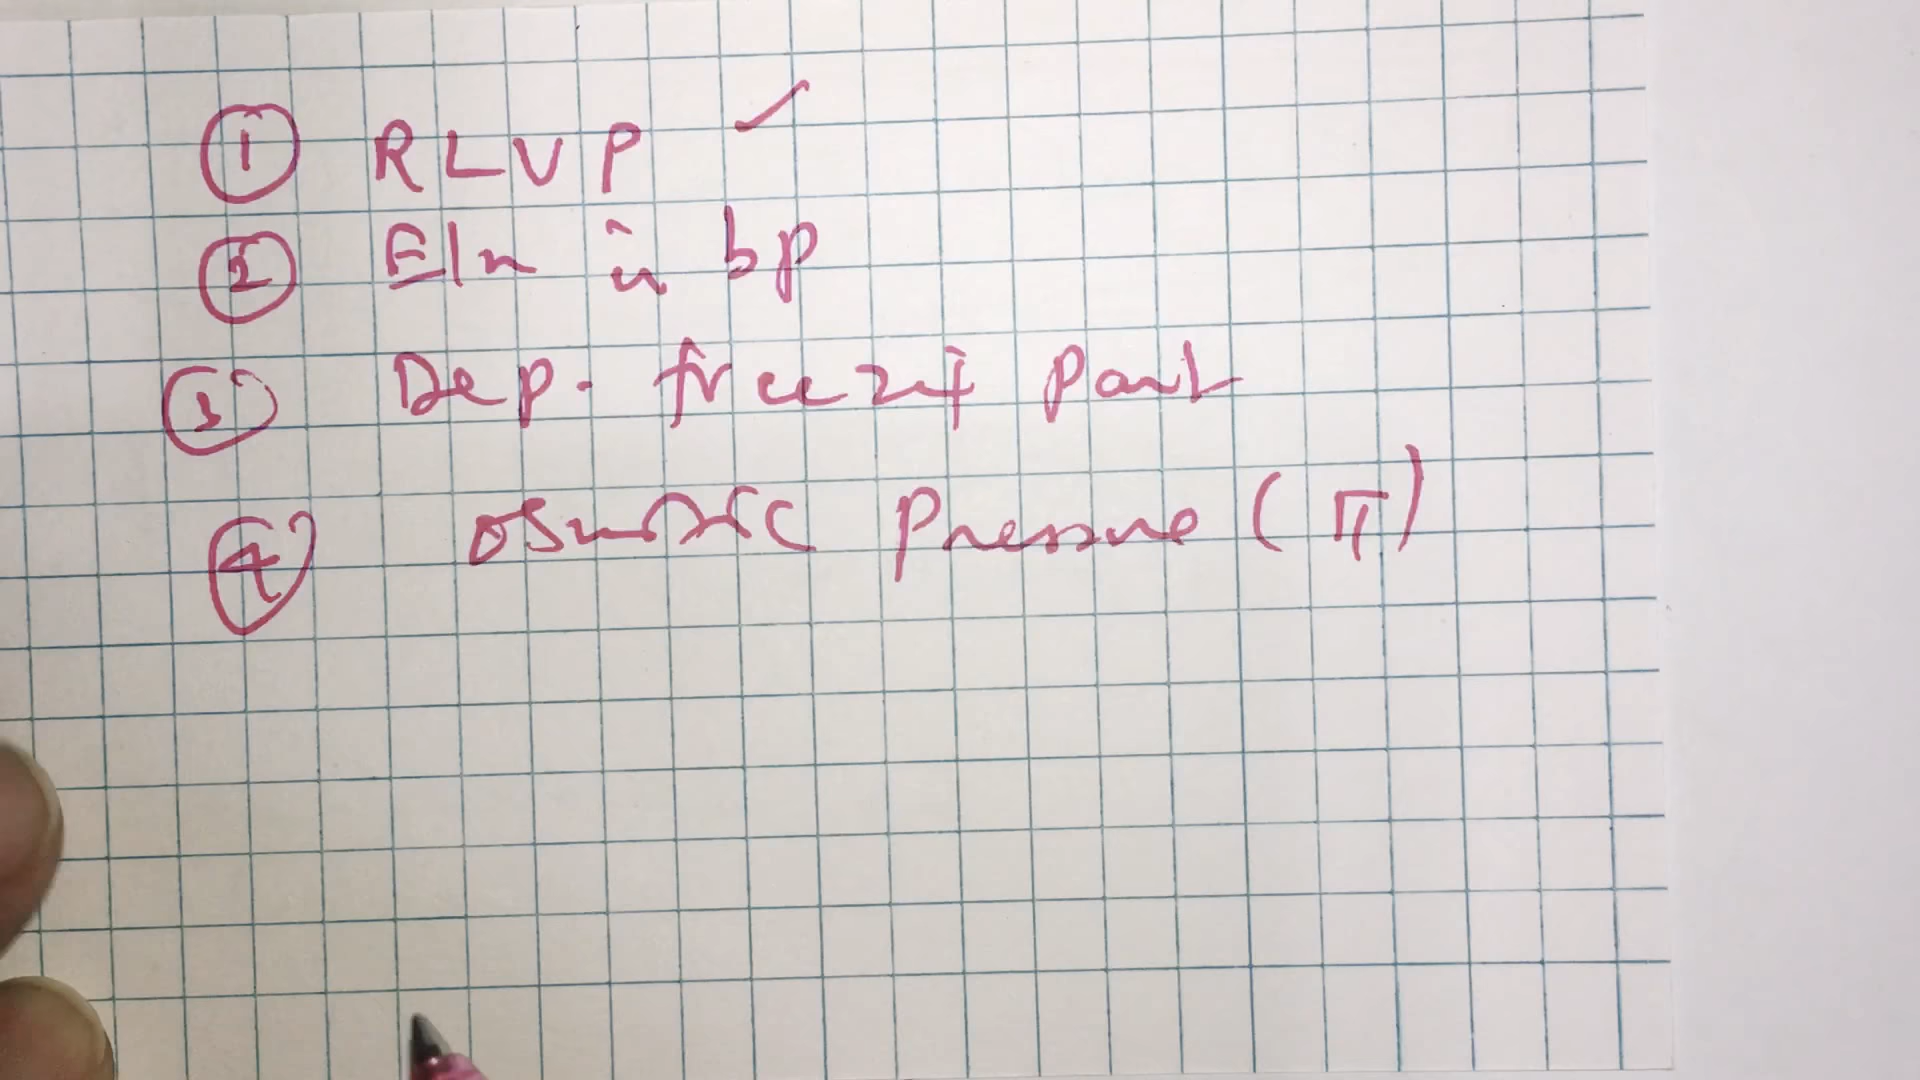 ① RLVP ✓
② Eln in bp
③ Dep. freezing point
④ osmotic pressure (π)